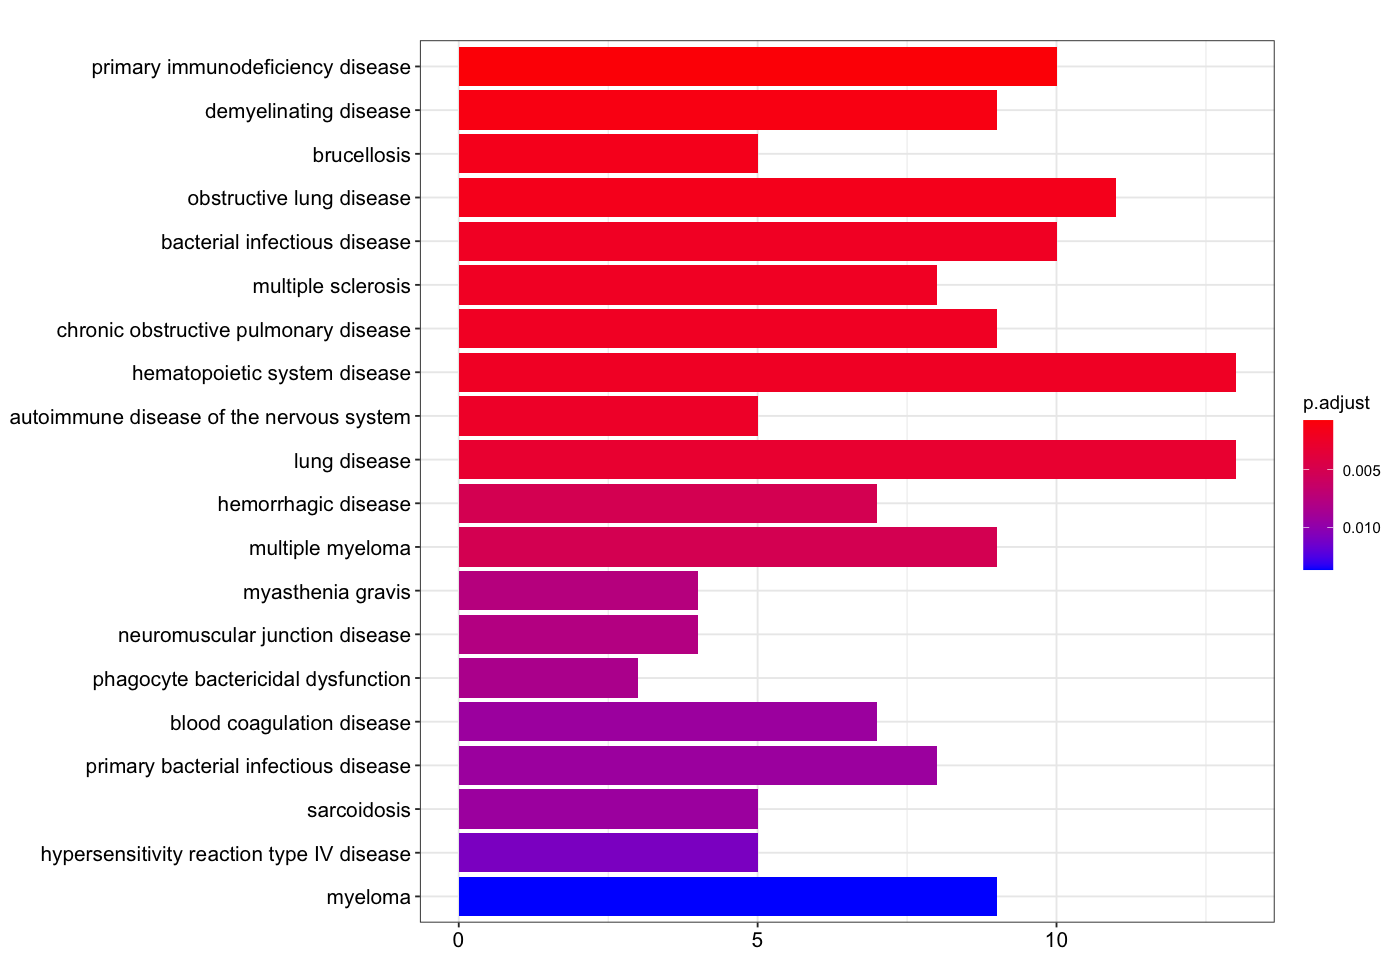 primary immunodeficiency disease
demyelinating disease
brucellosis
obstructive lung disease
bacterial infectious disease
multiple sclerosis
chronic obstructive pulmonary disease
hematopoietic system disease
autoimmune disease of the nervous system
lung disease
hemorrhagic disease
multiple myeloma
myasthenia gravis
neuromuscular junction disease
phagocyte bactericidal dysfunction
blood coagulation disease
primary bacterial infectious disease
sarcoidosis
hypersensitivity reaction type IV disease
myeloma
0 5 10
p.adjust
0.005
0.010